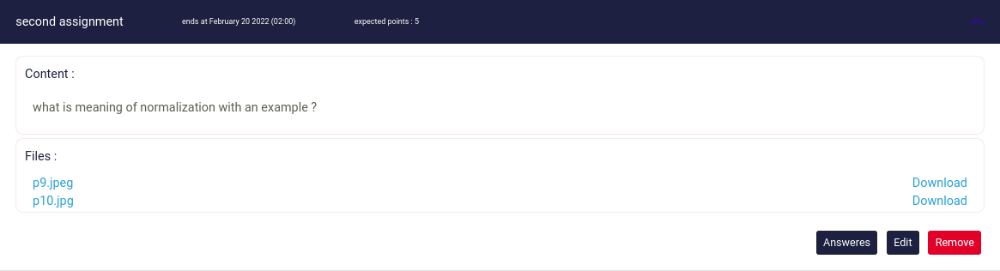 second assignment ends at February 20 2022 (02:00) expected points : 5
Content :
what is meaning of normalization with an example ?
Files :
p9.jpeg Download
p10.jpg Download
Answeres Edit Remove